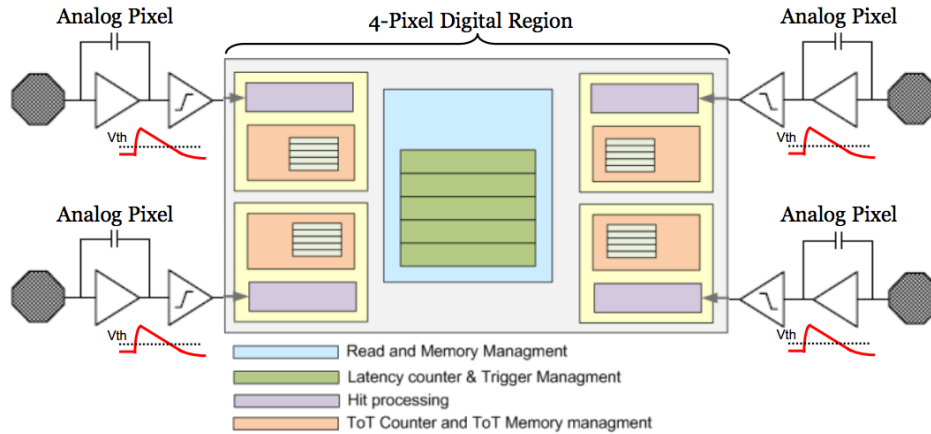 4-Pixel Digital Region
Analog Pixel
Analog Pixel
Vth
Vth
Analog Pixel
Analog Pixel
Vth
Vth
Read and Memory Managment
Latency counter & Trigger Managment
Hit processing
ToT Counter and ToT Memory managment